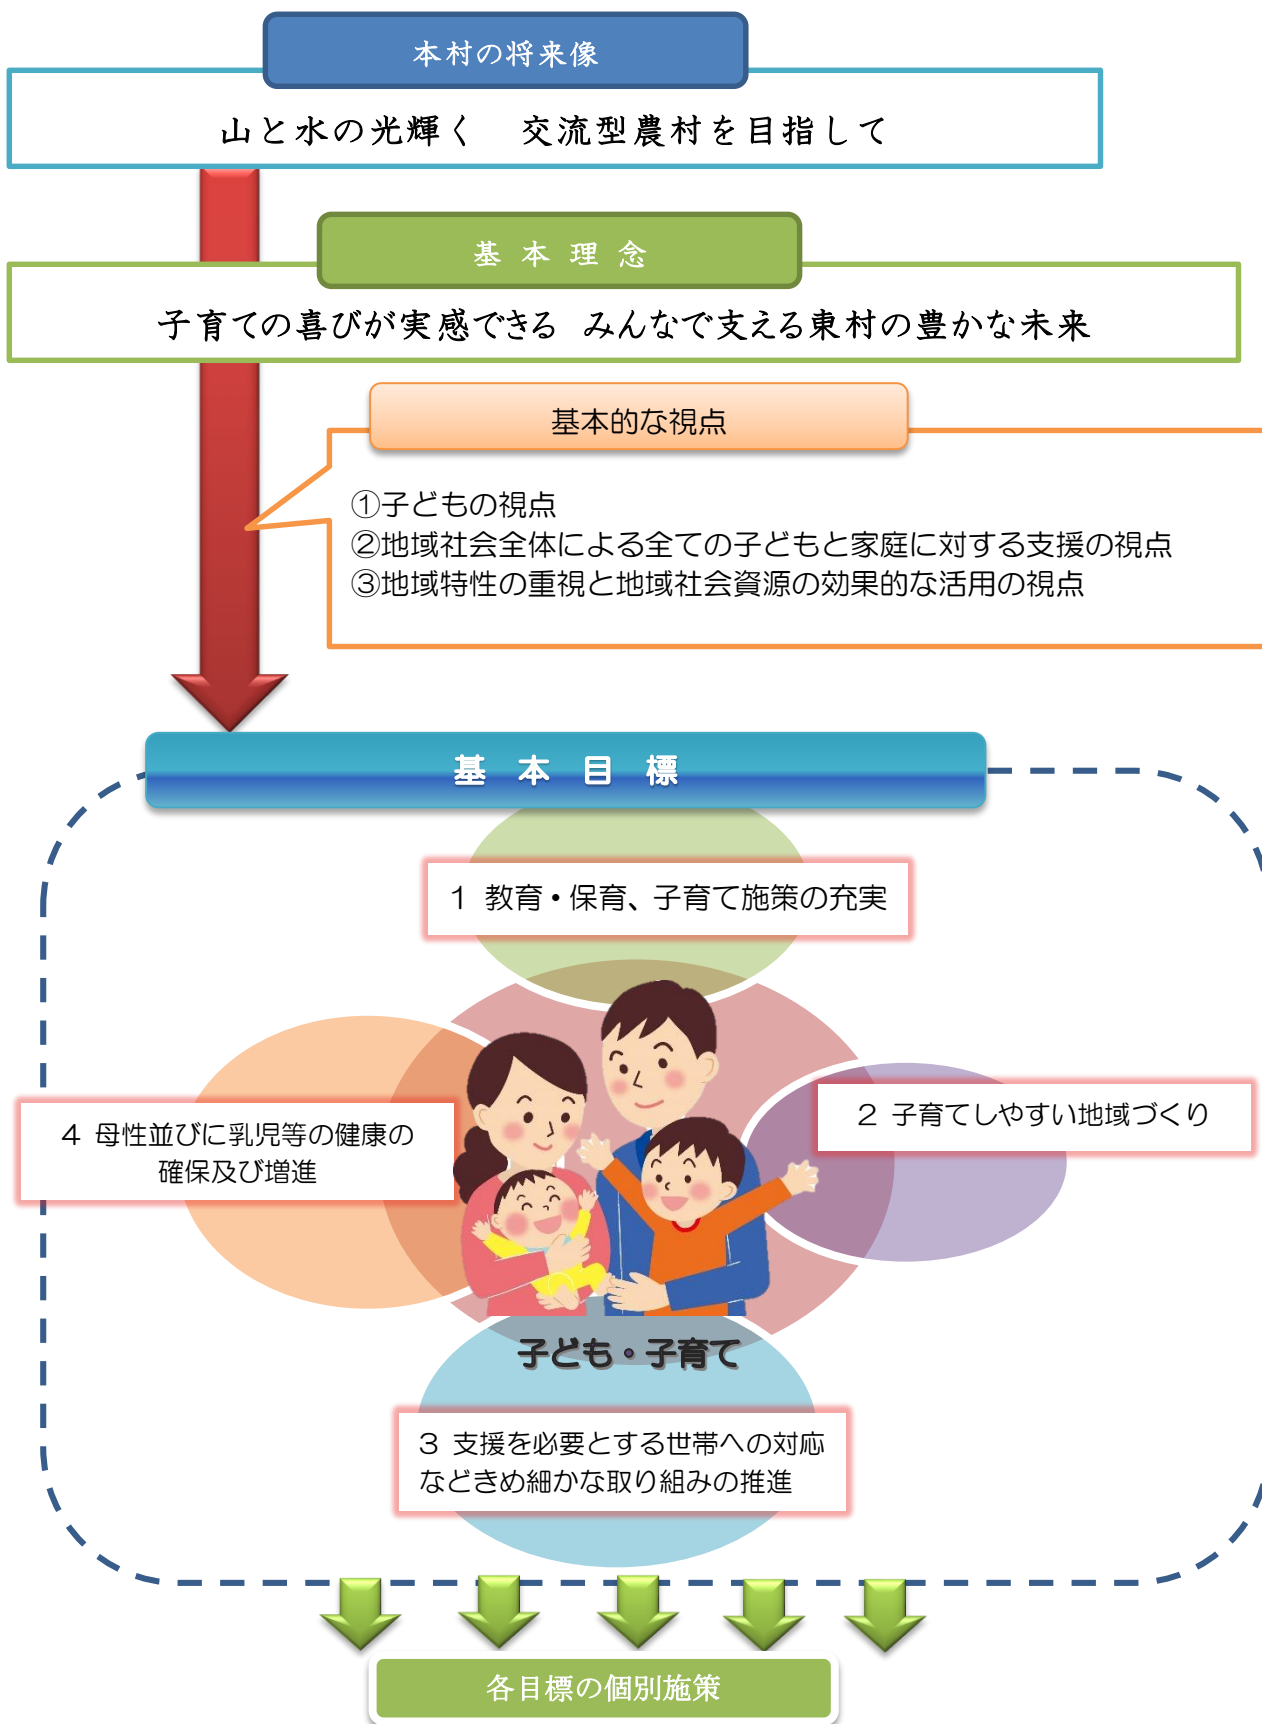 本村の将来像
山と水の光輝く　交流型農村を目指して
基 本 理 念
子育ての喜びが実感できる みんなで支える東村の豊かな未来
基本的な視点
①子どもの視点
②地域社会全体による全ての子どもと家庭に対する支援の視点
③地域特性の重視と地域社会資源の効果的な活用の視点
基 本 目 標
1 教育・保育、子育て施策の充実
2 子育てしやすい地域づくり
4 母性並びに乳児等の健康の
確保及び増進
子ども・子育て
3 支援を必要とする世帯への対応
などきめ細かな取り組みの推進
各目標の個別施策